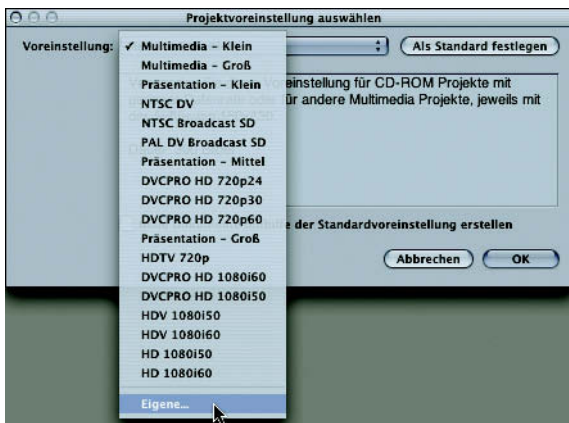 Projektvoreinstellung auswählen
Voreinstellung: ✓ Multimedia – Klein
Als Standard festlegen
Multimedia – Groß
Präsentation – Klein
NTSC DV
NTSC Broadcast SD
PAL DV Broadcast SD
Präsentation – Mittel
DVCPRO HD 720p24
DVCPRO HD 720p30
DVCPRO HD 720p60
Präsentation – Groß
HDTV 720p
DVCPRO HD 1080i60
DVCPRO HD 1080i50
HDV 1080i50
HDV 1080i60
HD 1080i50
HD 1080i60
Eigene...
einstellung für CD-ROM Projekte mit
für andere Multimedia Projekte, jeweils mit
der Standardvoreinstellung erstellen
Abbrechen
OK